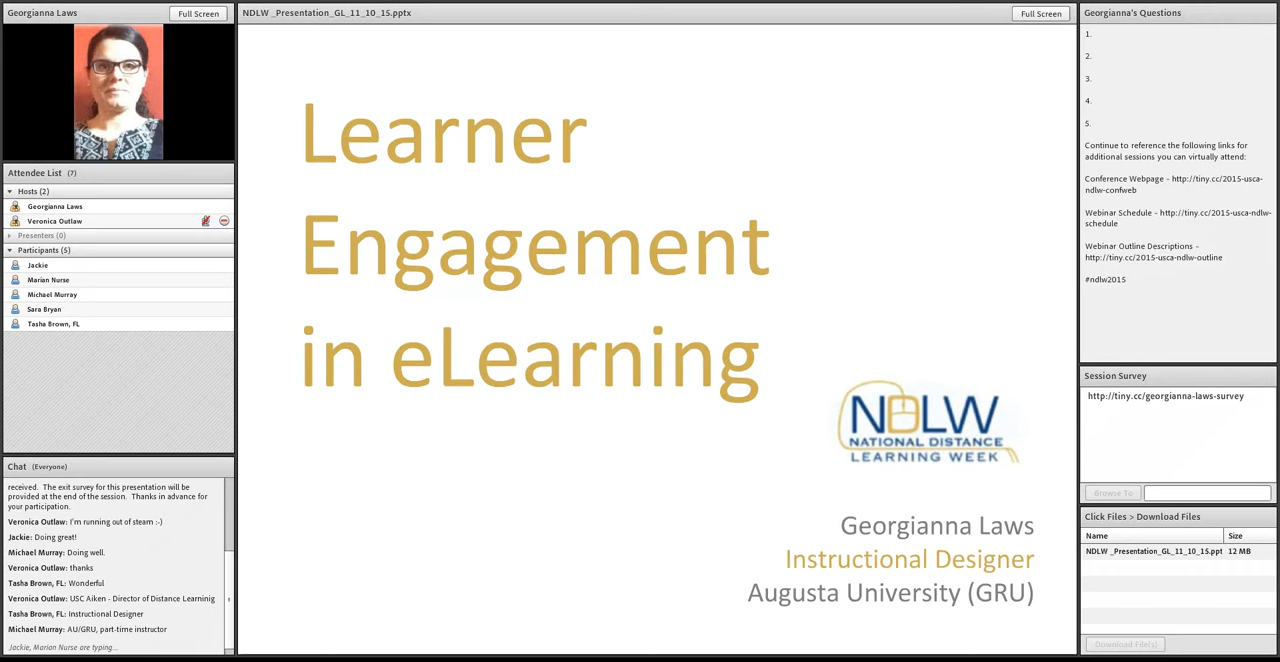 Georgianna Laws
Full Screen
Attendee List (7)
Hosts (2)
Georgianna Laws
Veronica Outlaw
Presenters (0)
Participants (5)
Jackie
Marian Nurse
Michael Murray
Sara Bryan
Tasha Brown, FL
Chat (Everyone)
received. The exit survey for this presentation will be
provided at the end of the session. Thanks in advance for
your participation.
Veronica Outlaw: I'm running out of steam :-)
Jackie: Doing great!
Michael Murray: Doing well.
Veronica Outlaw: thanks
Tasha Brown, FL: Wonderful
Veronica Outlaw: USC Aiken - Director of Distance Learninig
Tasha Brown, FL: Instructional Designer
Michael Murray: AU/GRU, part-time instructor
Jackie, Marian Nurse are typing...
NDLW _Presentation_GL_11_10_15.pptx
Full Screen
Learner
Engagement
in eLearning
NDLW
NATIONAL DISTANCE
LEARNING WEEK
Georgianna Laws
Instructional Designer
Augusta University (GRU)
Georgianna's Questions
1.
2.
3.
4.
5.
Continue to reference the following links for
additional sessions you can virtually attend:
Conference Webpage - http://tiny.cc/2015-usca-
ndlw-confweb
Webinar Schedule - http://tiny.cc/2015-usca-ndlw-
schedule
Webinar Outline Descriptions -
http://tiny.cc/2015-usca-ndlw-outline
#ndlw2015
Session Survey
http://tiny.cc/georgianna-laws-survey
Browse To
Click Files > Download Files
Name Size
NDLW _Presentation_GL_11_10_15.ppt 12 MB
Download File(s)